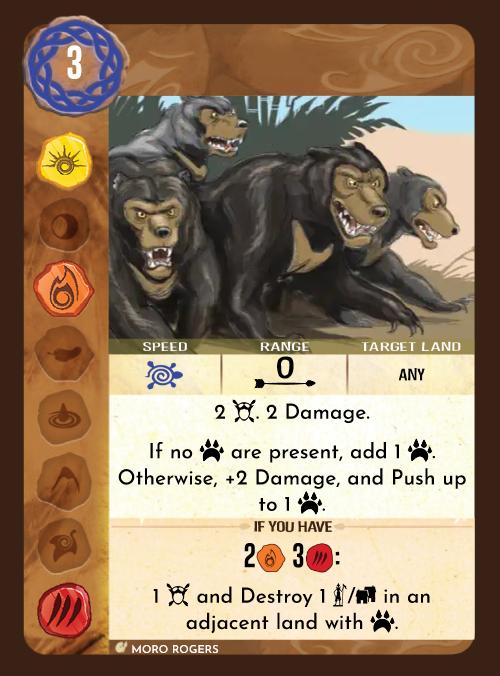 3
SPEED RANGE TARGET LAND
0 ANY
2 . 2 Damage.
If no are present, add 1 .
Otherwise, +2 Damage, and Push up
to 1 .
IF YOU HAVE
2 3 :
1 and Destroy 1 / in an
adjacent land with .
MORO ROGERS